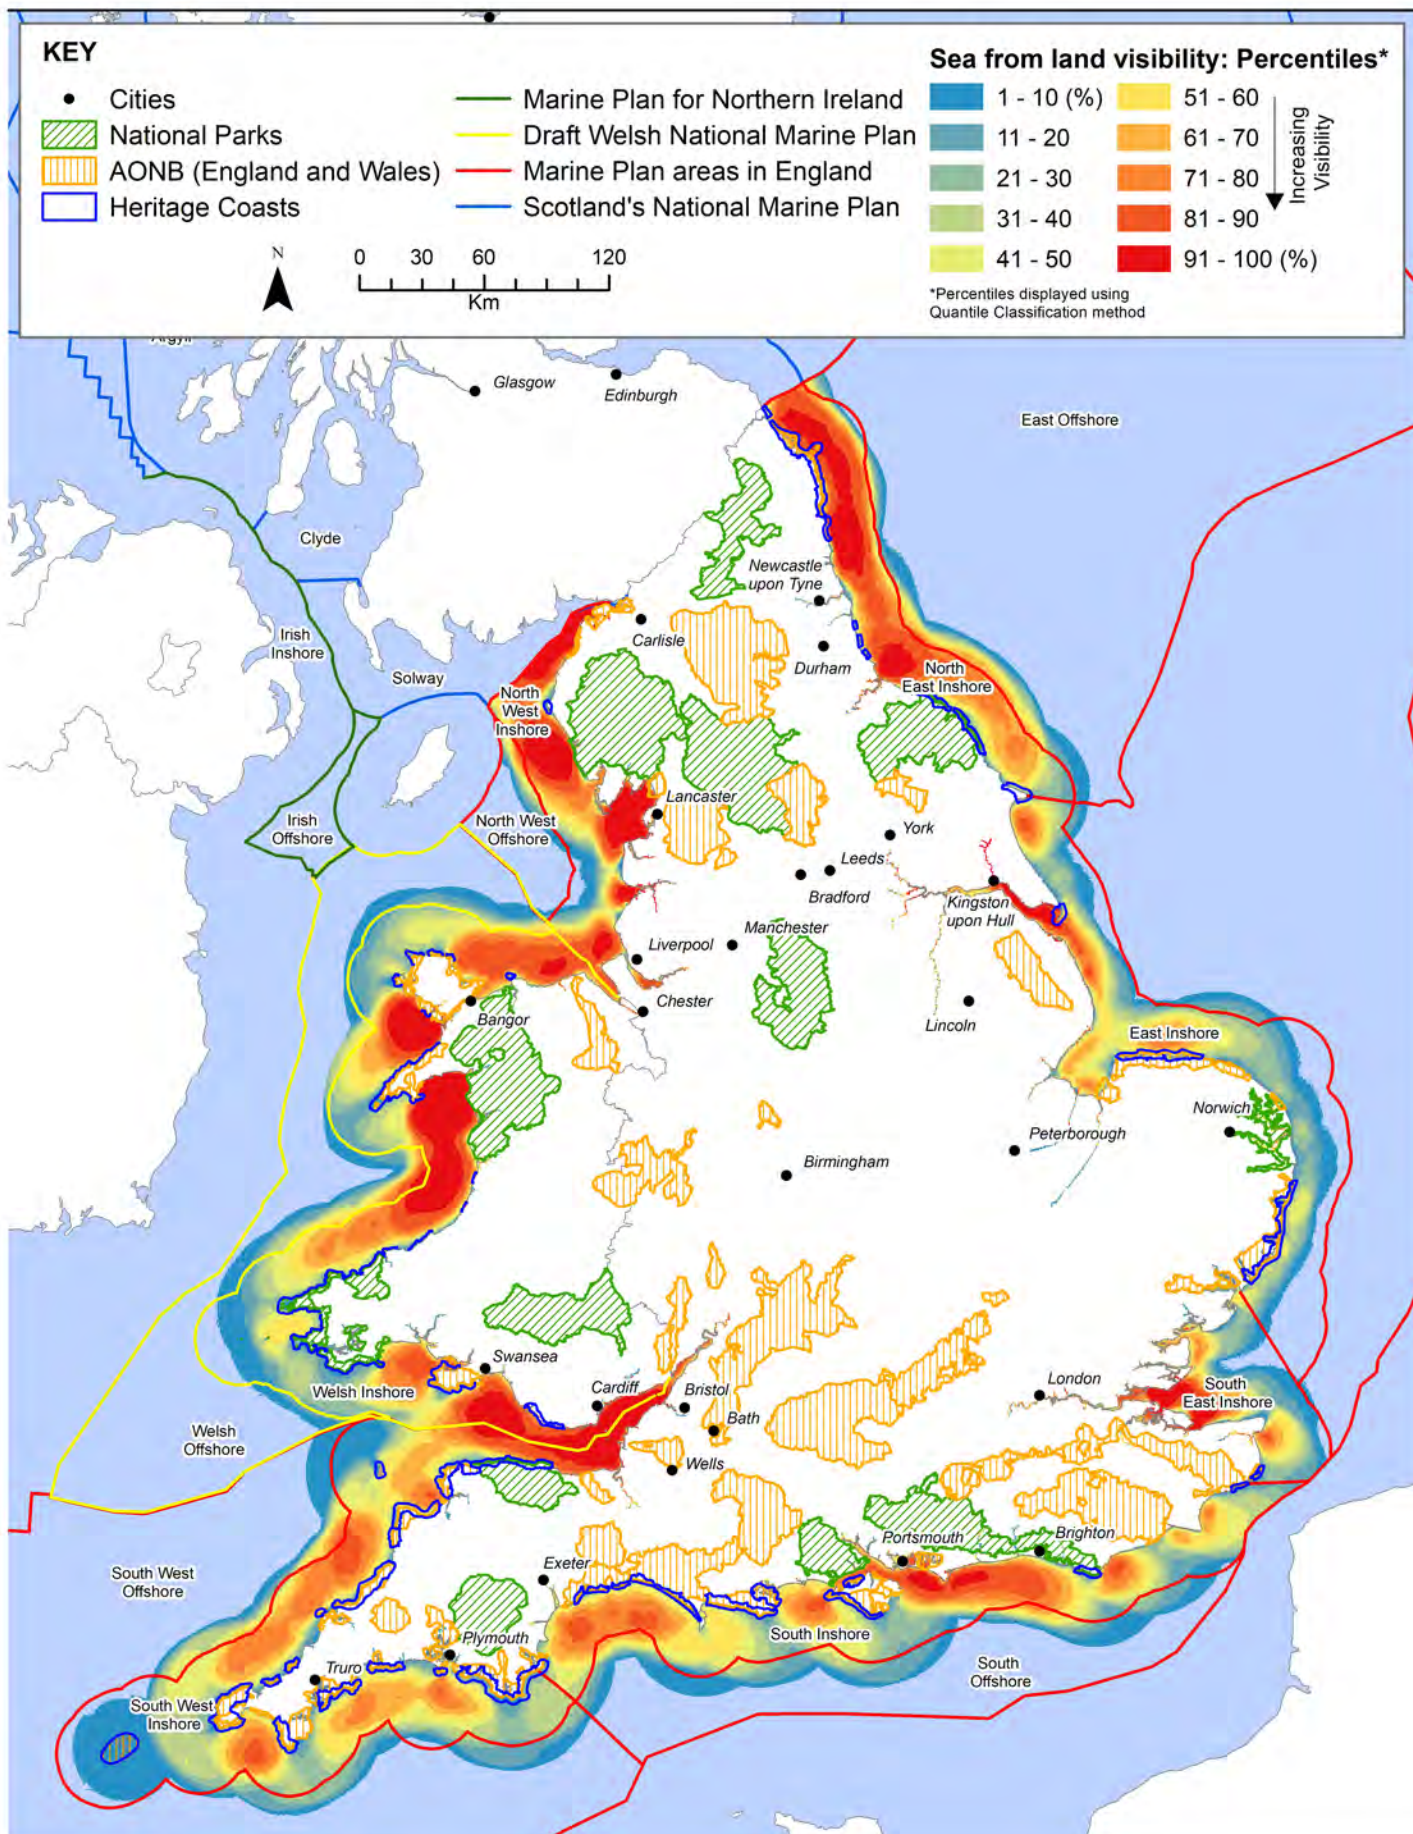 KEY
Cities
National Parks
AONB (England and Wales)
Heritage Coasts
Marine Plan for Northern Ireland
Draft Welsh National Marine Plan
Marine Plan areas in England
Scotland's National Marine Plan
N
0 30 60 120
Km
Sea from land visibility: Percentiles*
1 - 10 (%)
11 - 20
21 - 30
31 - 40
41 - 50
51 - 60
61 - 70
71 - 80
81 - 90
91 - 100 (%)
Increasing
Visibility
*Percentiles displayed using
Quantile Classification method
Argyll
Glasgow
Edinburgh
East Offshore
Clyde
Newcastle
upon Tyne
Irish
Inshore
Carlisle
Durham
Solway
North
East Inshore
North
West
Inshore
Lancaster
Irish
Offshore
North West
Offshore
York
Leeds
Bradford
Kingston
upon Hull
Manchester
Liverpool
Chester
Bangor
Lincoln
East Inshore
Norwich
Peterborough
Birmingham
Swansea
Welsh Inshore
Cardiff
Bristol
London
South
East Inshore
Bath
Welsh
Offshore
Wells
Portsmouth
Brighton
Exeter
South West
Offshore
Plymouth
South Inshore
Truro
South
Offshore
South West
Inshore